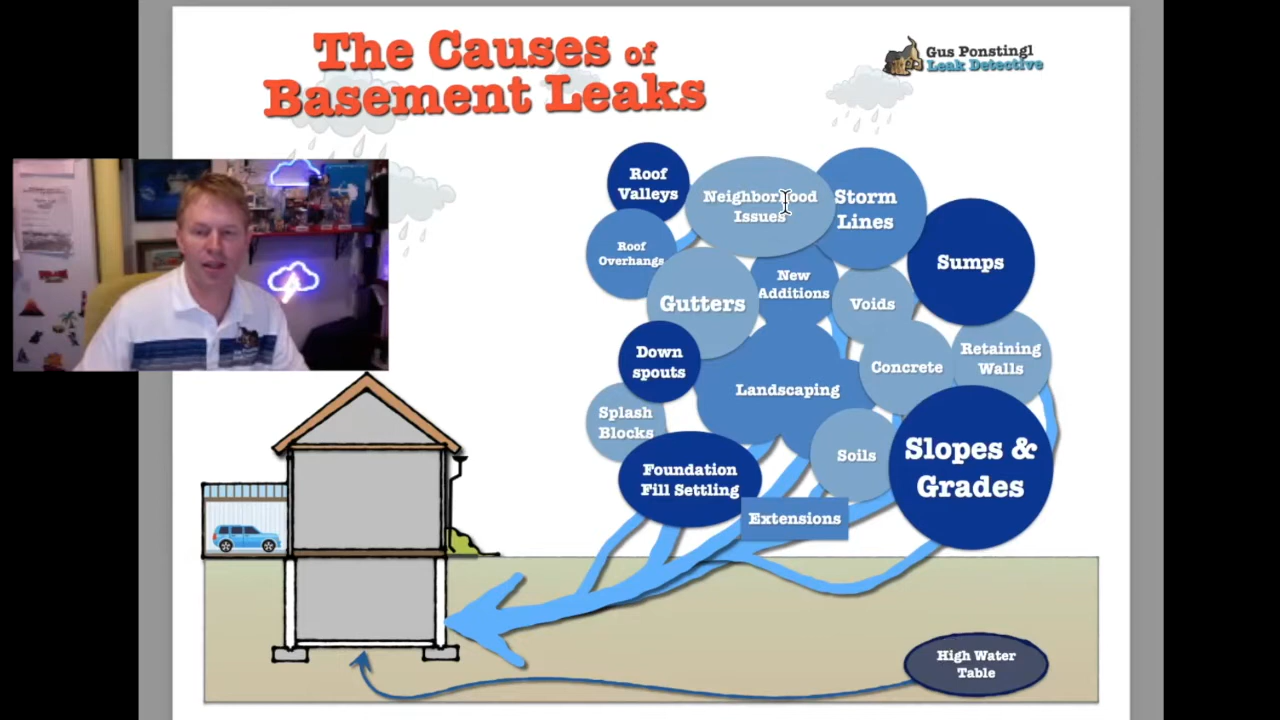 The Causes of
Basement Leaks
Gus Ponstingl
Leak Detective
Roof
Valleys
Neighborhood
Issues
Storm
Lines
Roof
Overhangs
Sumps
New
Additions
Gutters
Voids
Down
spouts
Concrete
Retaining
Walls
Landscaping
Splash
Blocks
Soils
Slopes &
Grades
Foundation
Fill Settling
Extensions
High Water
Table